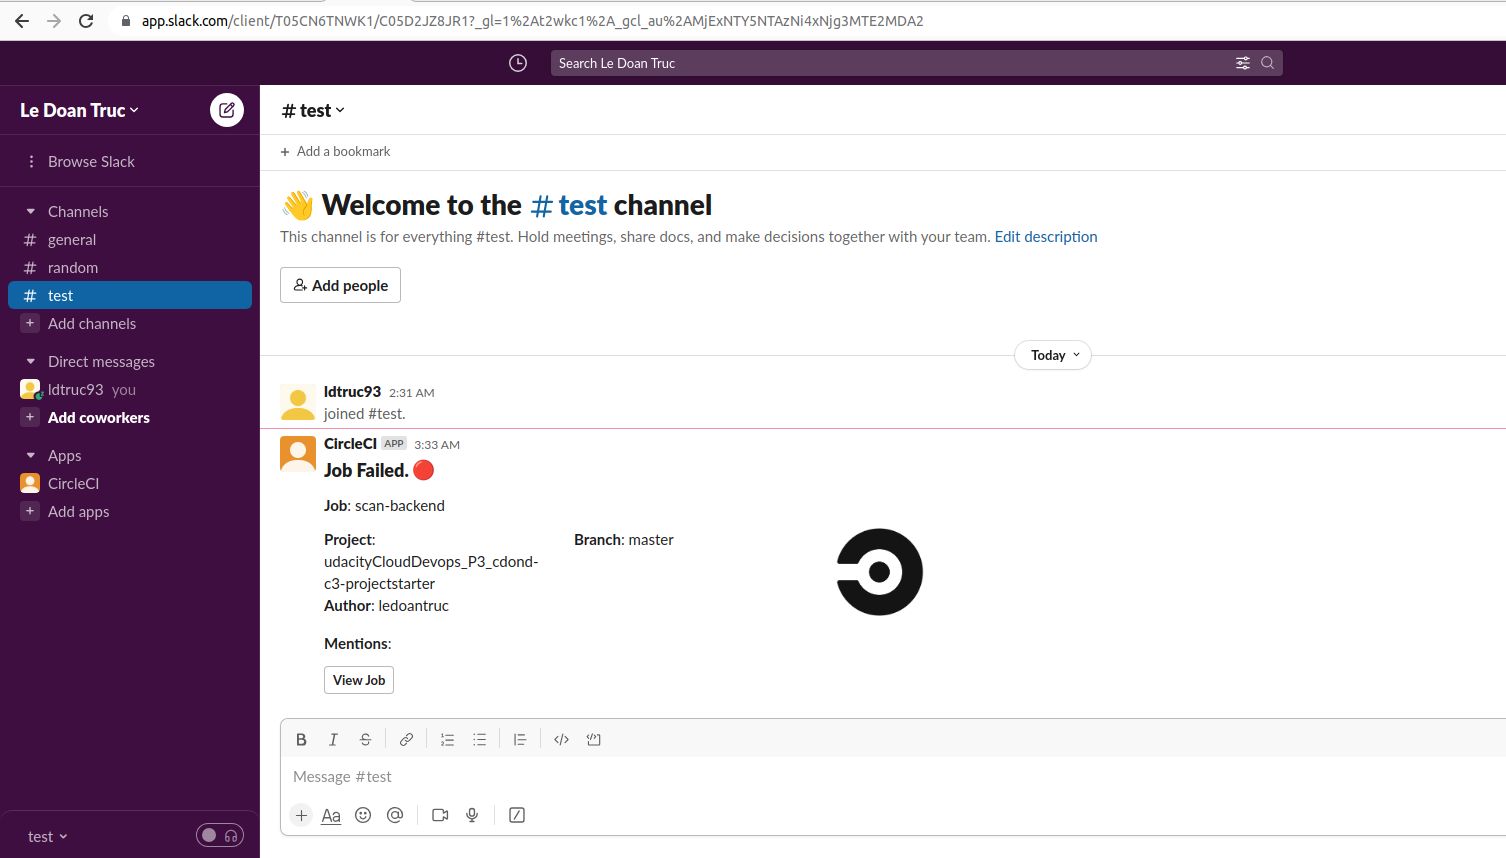 app.slack.com/client/T05CN6TNWK1/C05D2JZ8JR1?_gl=1%2At2wkc1%2A_gcl_au%2AMjExNTY5NTAzNi4xNjg3MTE2MDA2
Search Le Doan Truc
Le Doan Truc
Browse Slack
Channels
# general
# random
# test
+ Add channels
Direct messages
ldtruc93 you
+ Add coworkers
Apps
CircleCI
+ Add apps
test
# test
+ Add a bookmark
👋 Welcome to the # test channel
This channel is for everything #test. Hold meetings, share docs, and make decisions together with your team. Edit description
Add people
Today
ldtruc93 2:31 AM
joined #test.
CircleCI APP 3:33 AM
Job Failed. 🔴
Job: scan-backend
Project: Branch: master
udacityCloudDevops_P3_cdond-
c3-projectstarter
Author: ledoantruc
Mentions:
View Job
B I S
Message #test
+ Aa @